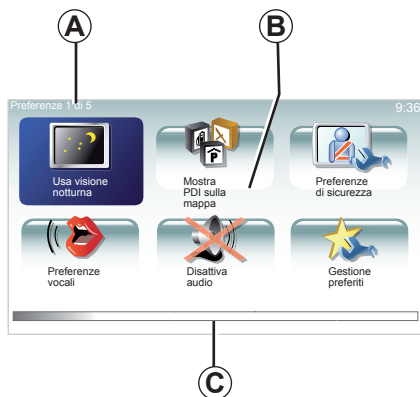 A
B
Preferenze 1 di 5
9:36
Usa visione
notturna
Mostra
PDI sulla
mappa
Preferenze
di sicurezza
P
Preferenze
vocali
Disattiva
audio
Gestione
preferiti
C